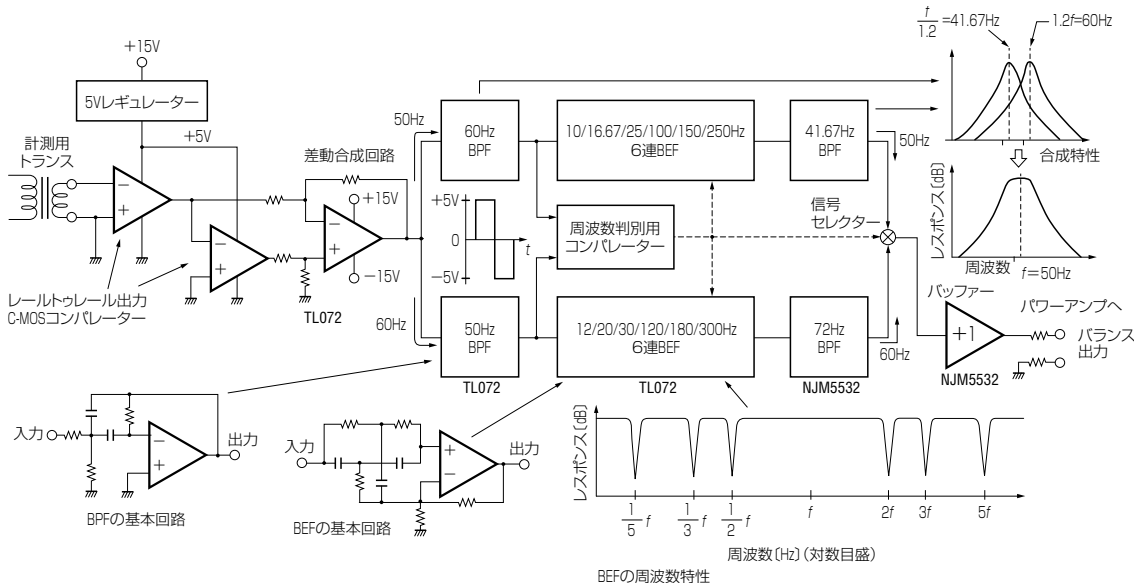 +15V
5Vレギュレーター
+5V
計測用
トランス
−
+
−
+
レールトゥレール出力
C-MOSコンパレーター
差動合成回路
+15V
−
+
−15V
TL072
50Hz
60Hz
BPF
+5V
0
−5V
t
60Hz
50Hz
BPF
TL072
10/16.67/25/100/150/250Hz
6連BEF
周波数判別用
コンパレーター
12/20/30/120/180/300Hz
6連BEF
TL072
41.67Hz
BPF
50Hz
信号
セレクター
72Hz
BPF
NJM5532
60Hz
バッファー
+1
NJM5532
パワーアンプへ
バランス
出力
f/1.2=41.67Hz
1.2f=60Hz
合成特性
レスポンス〔dB〕
周波数
f=50Hz
入力
−
+
出力
BPFの基本回路
入力
+
−
出力
BEFの基本回路
レスポンス〔dB〕
1/5 f
1/3 f
1/2 f
f
2f
3f
5f
周波数〔Hz〕(対数目盛)
BEFの周波数特性